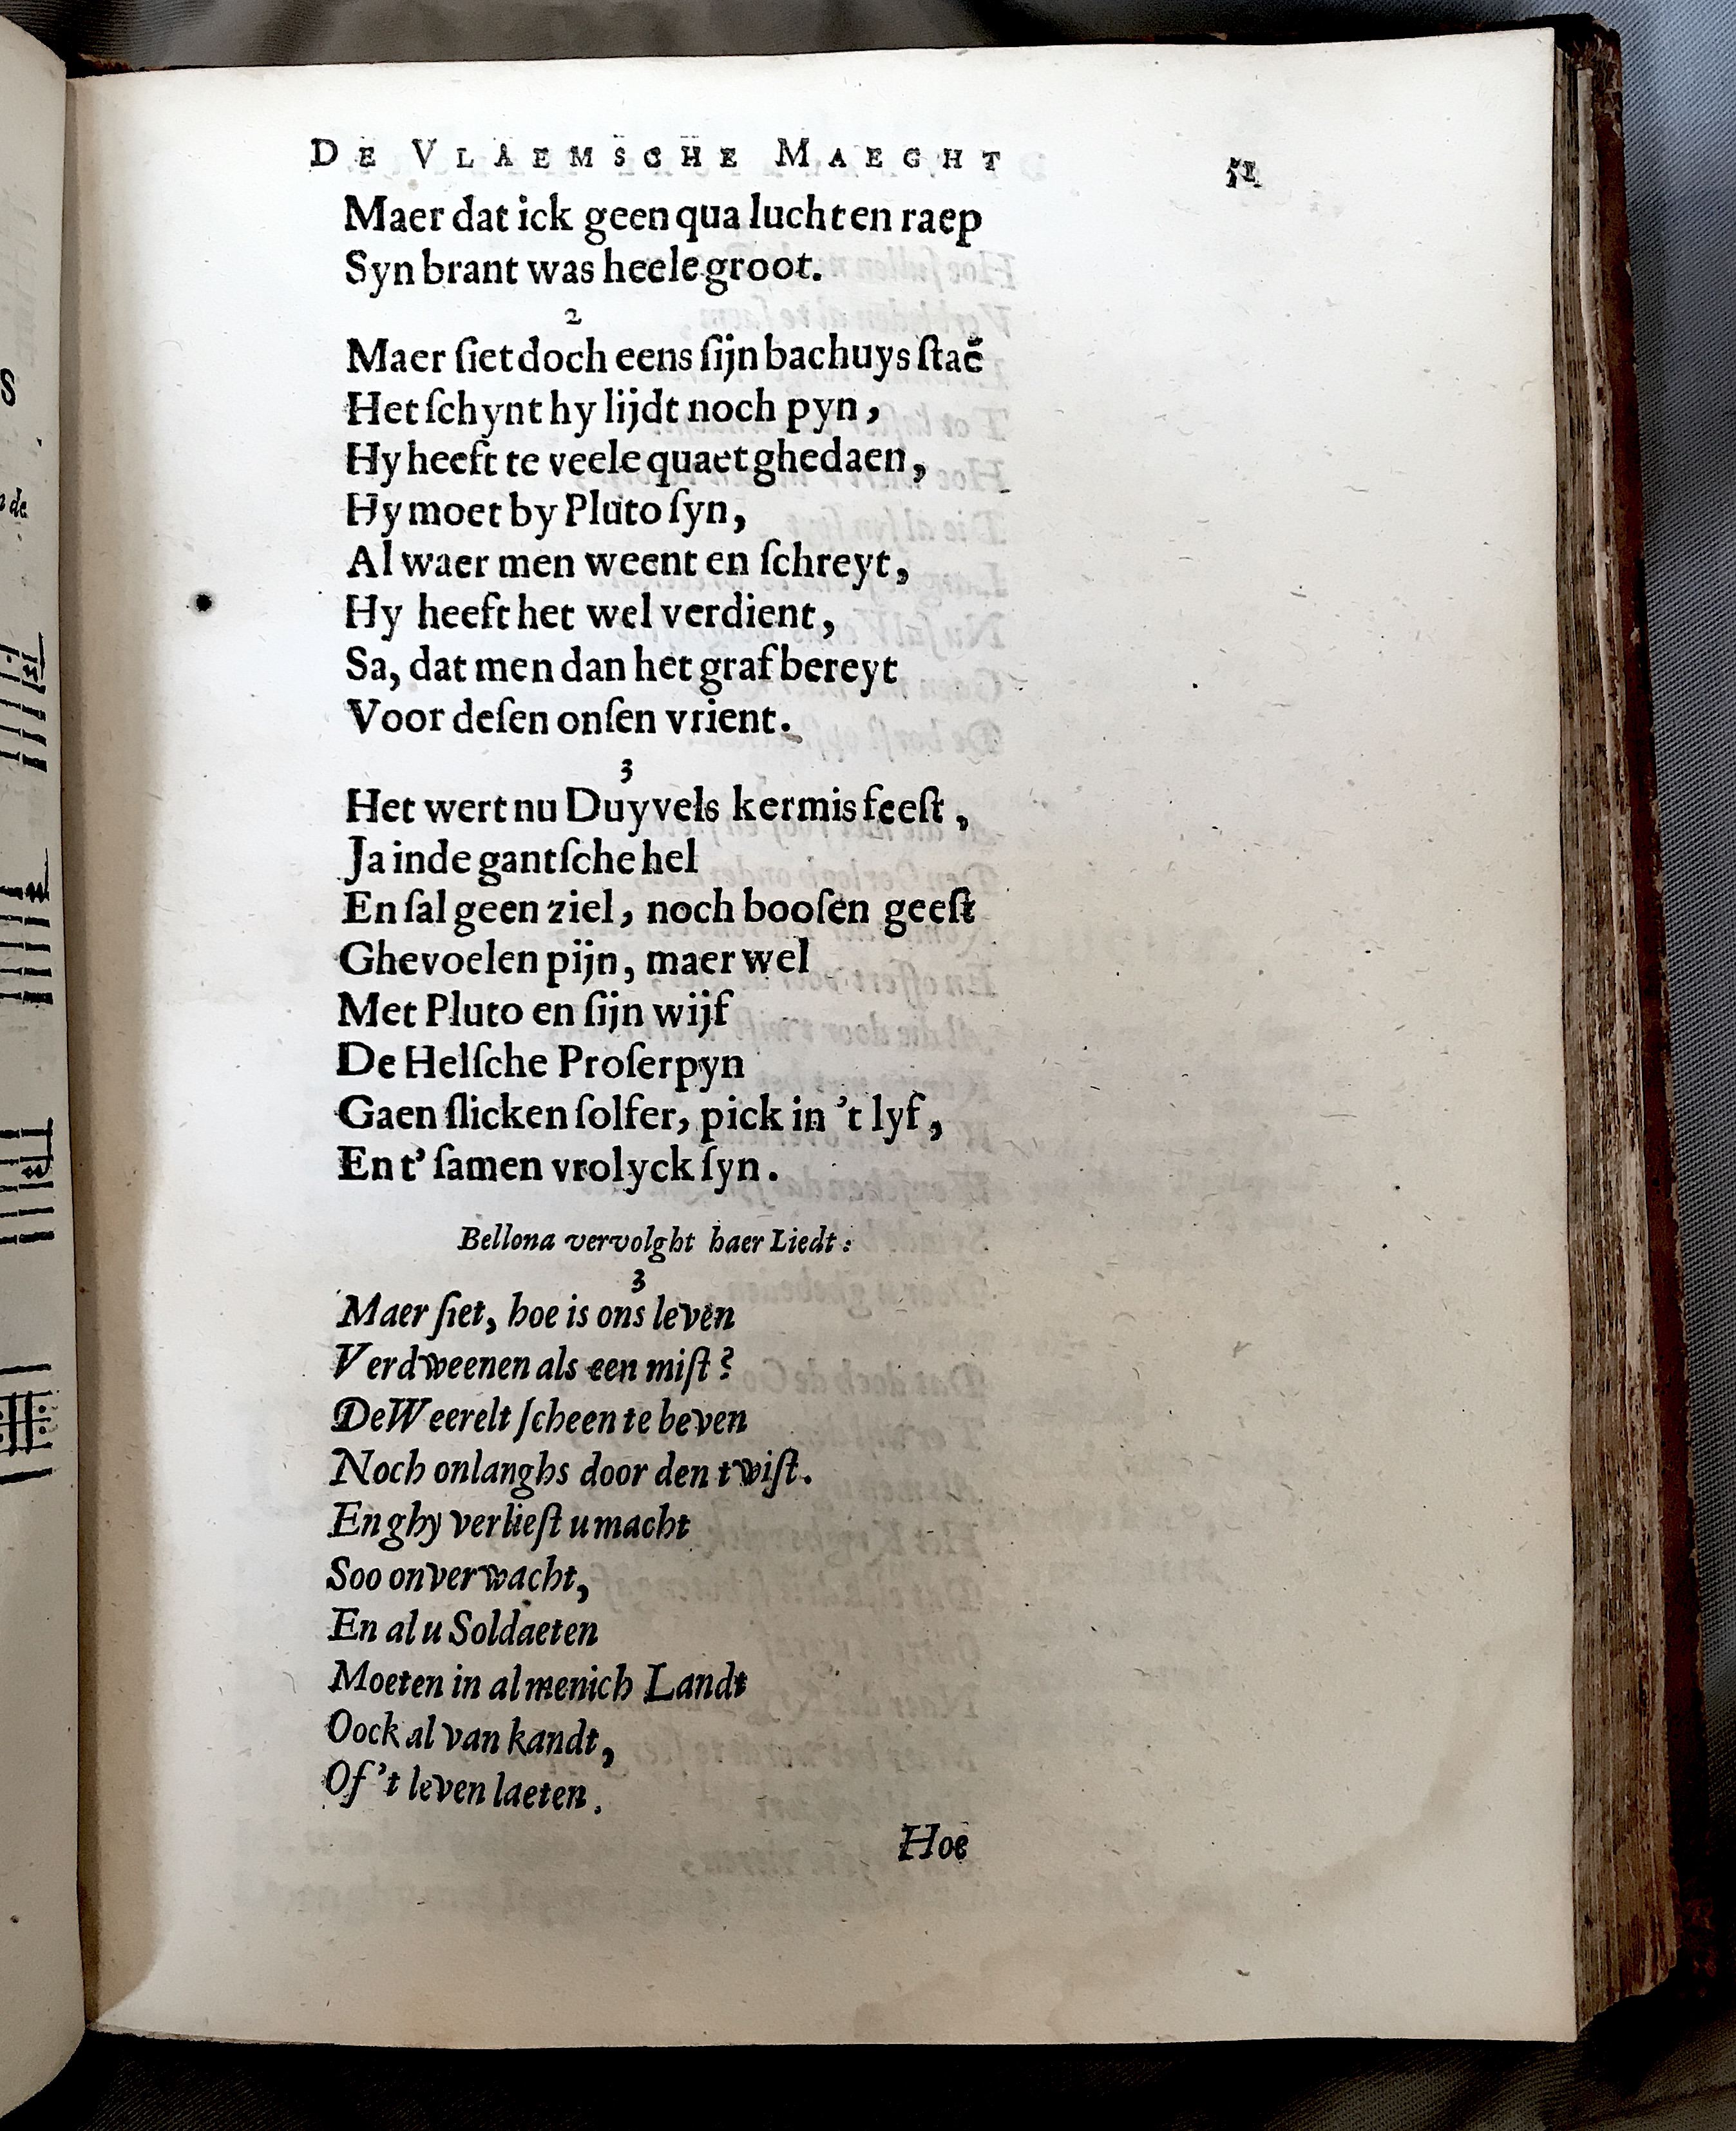 DE VLAEMSCHE MAEGHT 51
Maer dat ick geen qua lucht en raep
Syn brant was heele groot.
2
Maer ſiet doch eens ſijn bachuys ſtaẽ
Het ſchynt hy lijdt noch pyn,
Hy heeft te veele quaet ghedaen,
Hy moet by Pluto ſyn,
Al waer men weent en ſchreyt,
Hy heeft het wel verdient,
Sa, dat men dan het graf bereyt
Voor deſen onſen vrient.
3
Het wert nu Duyvels kermis feeſt,
Ja inde gantſche hel
En ſal geen ziel, noch booſen geeſt
Ghevoelen pijn, maer wel
Met Pluto en ſijn wijf
De Helſche Proſerpyn
Gaen ſlicken ſolfer, pick in 't lyf,
En t' ſamen vrolyck ſyn.
Bellona vervolght haer Liedt:
3
Maer ſiet, hoe is ons leven
Verdweenen als een miſt?
De Weerelt ſcheen te beven
Noch onlanghs door den twiſt.
En ghy verlieſt u macht
Soo onverwacht,
En al u Soldaeten
Moeten in al menich Landt
Oock al van kandt,
Of 't leven laeten.
Hoe